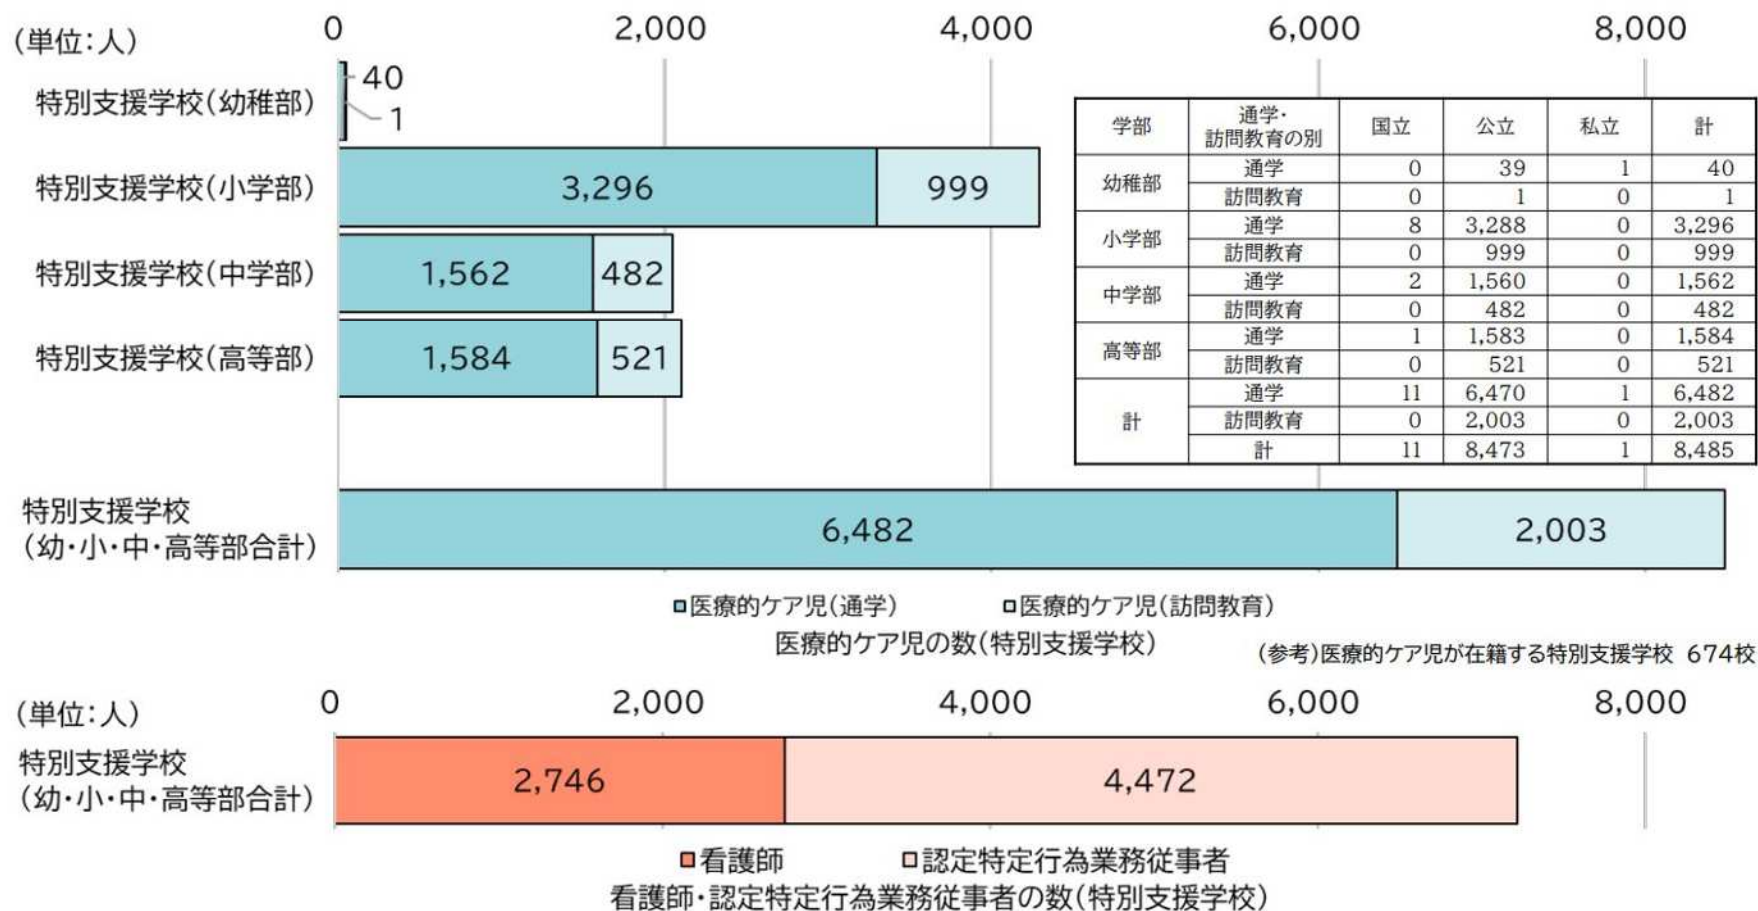 (単位:人)
0 2,000 4,000 6,000 8,000
特別支援学校(幼稚部) 40
1
特別支援学校(小学部) 3,296 999
特別支援学校(中学部) 1,562 482
特別支援学校(高等部) 1,584 521
特別支援学校
(幼・小・中・高等部合計) 6,482 2,003
学部 通学・訪問教育の別 国立 公立 私立 計
幼稚部 通学 0 39 1 40
訪問教育 0 1 0 1
小学部 通学 8 3,288 0 3,296
訪問教育 0 999 0 999
中学部 通学 2 1,560 0 1,562
訪問教育 0 482 0 482
高等部 通学 1 1,583 0 1,584
訪問教育 0 521 0 521
計 通学 11 6,470 1 6,482
訪問教育 0 2,003 0 2,003
計 11 8,473 1 8,485
医療的ケア児(通学) 医療的ケア児(訪問教育)
医療的ケア児の数(特別支援学校)
(参考)医療的ケア児が在籍する特別支援学校 674校
(単位:人)
0 2,000 4,000 6,000 8,000
特別支援学校
(幼・小・中・高等部合計) 2,746 4,472
看護師 認定特定行為業務従事者
看護師・認定特定行為業務従事者の数(特別支援学校)